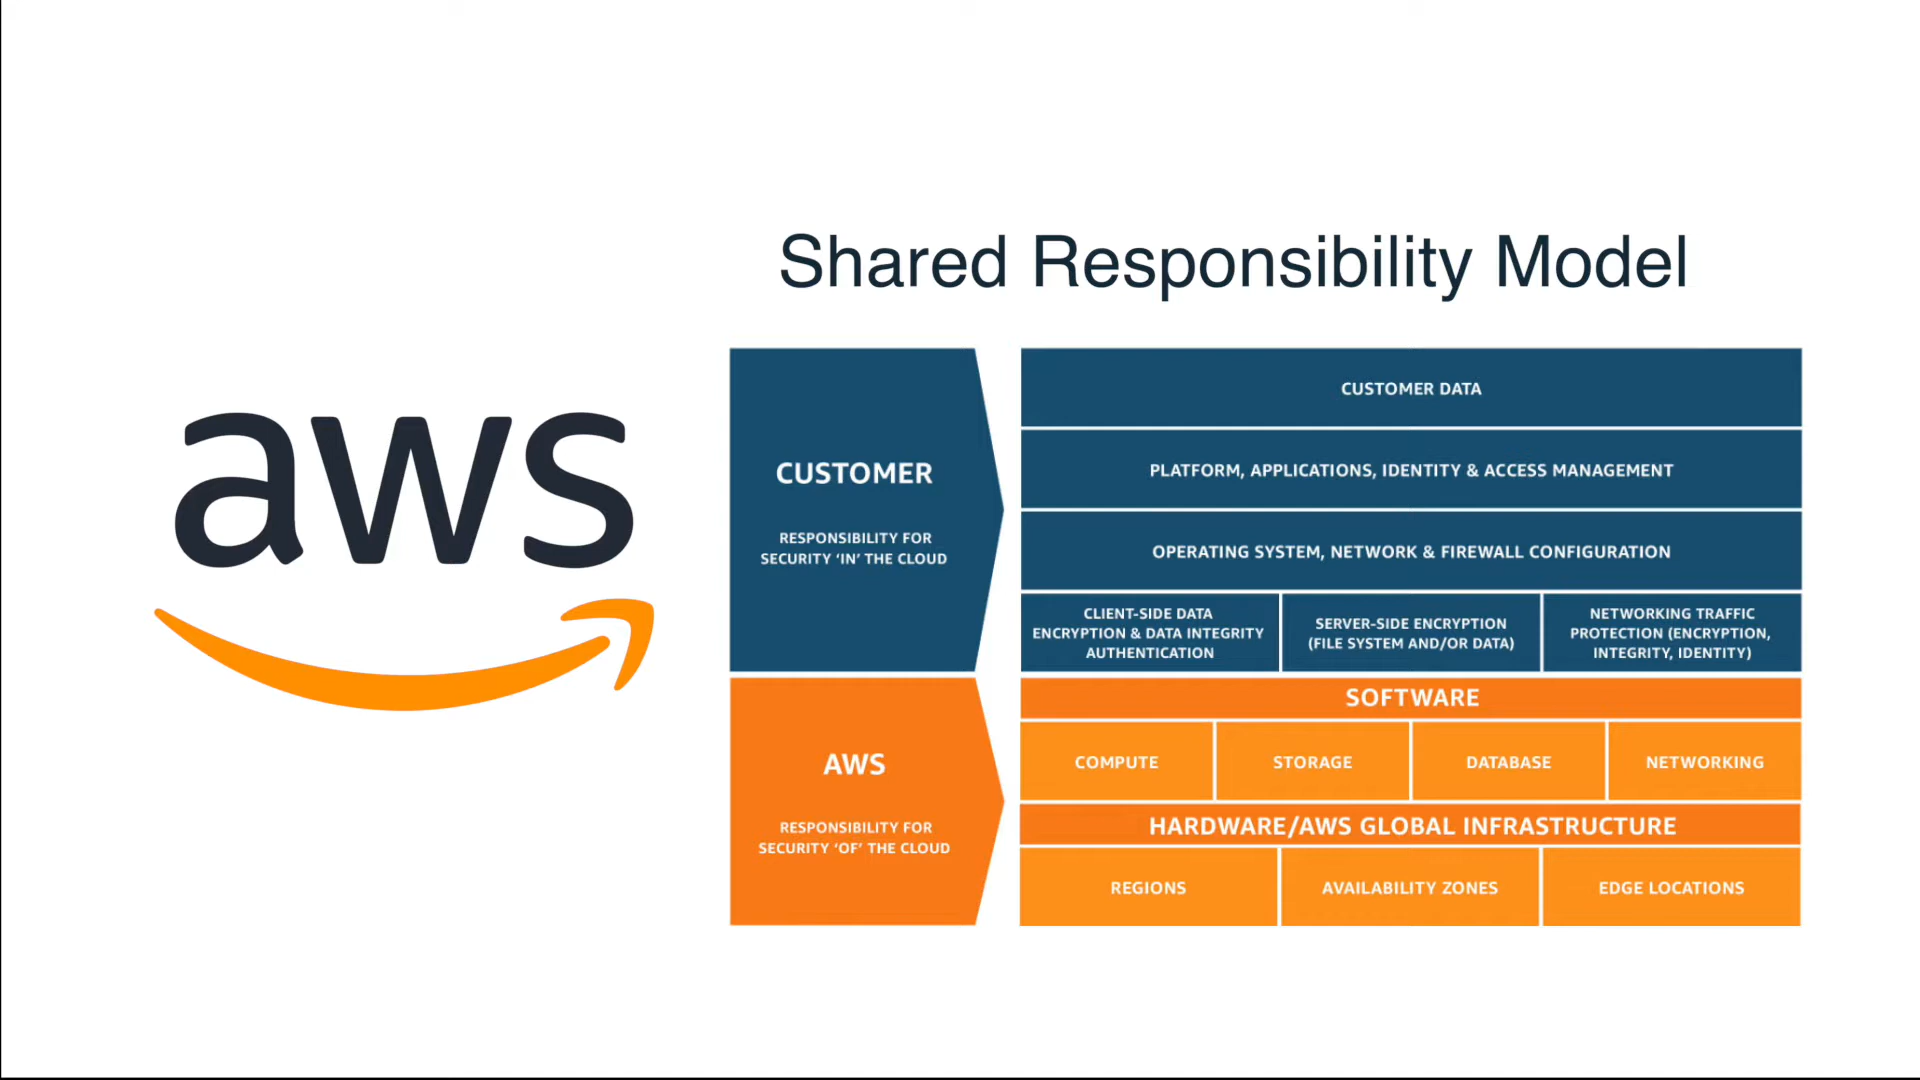 aws
Shared Responsibility Model
CUSTOMER
RESPONSIBILITY FOR
SECURITY ‘IN’ THE CLOUD
CUSTOMER DATA
PLATFORM, APPLICATIONS, IDENTITY & ACCESS MANAGEMENT
OPERATING SYSTEM, NETWORK & FIREWALL CONFIGURATION
CLIENT-SIDE DATA
ENCRYPTION & DATA INTEGRITY
AUTHENTICATION
SERVER-SIDE ENCRYPTION
(FILE SYSTEM AND/OR DATA)
NETWORKING TRAFFIC
PROTECTION (ENCRYPTION,
INTEGRITY, IDENTITY)
AWS
RESPONSIBILITY FOR
SECURITY ‘OF’ THE CLOUD
SOFTWARE
COMPUTE
STORAGE
DATABASE
NETWORKING
HARDWARE/AWS GLOBAL INFRASTRUCTURE
REGIONS
AVAILABILITY ZONES
EDGE LOCATIONS